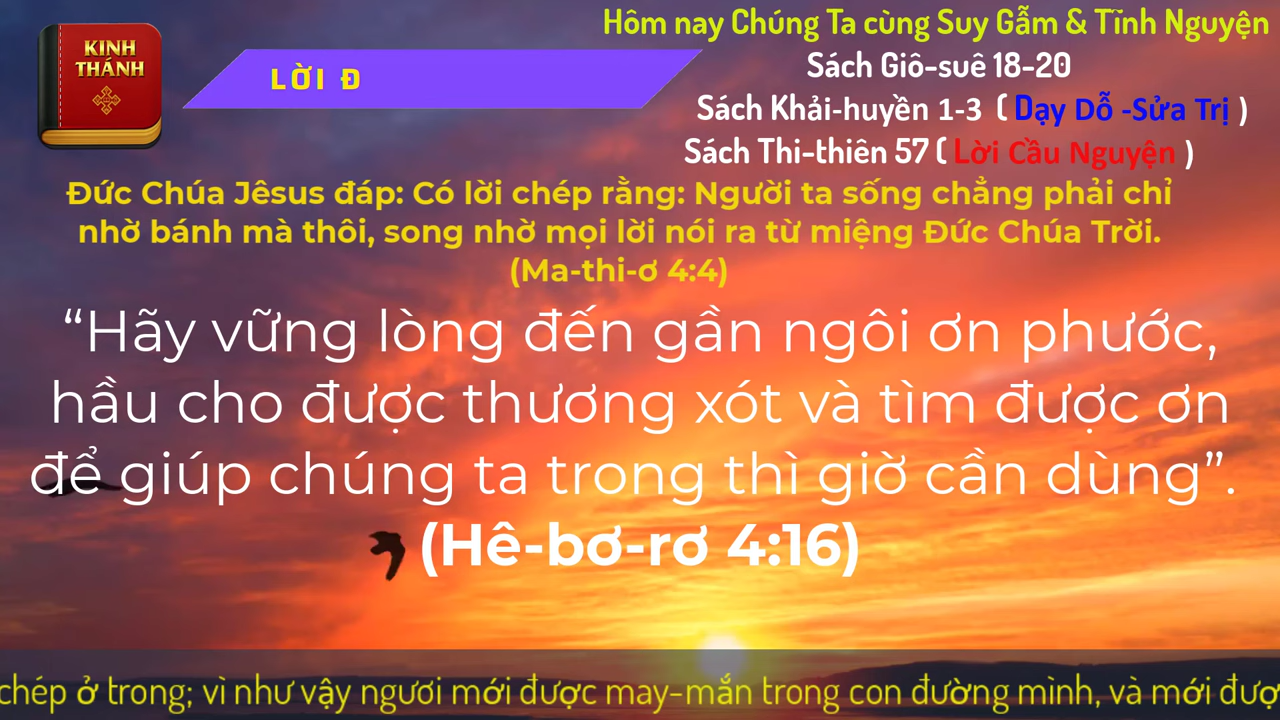 Hôm nay Chúng Ta cùng Suy Gẫm & Tĩnh Nguyện
KINH
THÁNH
LỜI Đ
Sách Giô-suê 18-20
Sách Khải-huyền 1-3 ( Dạy Dỗ -Sửa Trị )
Sách Thi-thiên 57 ( Lời Cầu Nguyện )
Đức Chúa Jêsus đáp: Có lời chép rằng: Người ta sống chẳng phải chỉ
nhờ bánh mà thôi, song nhờ mọi lời nói ra từ miệng Đức Chúa Trời.
(Ma-thi-ơ 4:4)
“Hãy vững lòng đến gần ngôi ơn phước,
hầu cho được thương xót và tìm được ơn
để giúp chúng ta trong thì giờ cần dùng”.
(Hê-bơ-rơ 4:16)
chép ở trong; vì như vậy ngươi mới được may-mắn trong con đường mình, và mới đượ